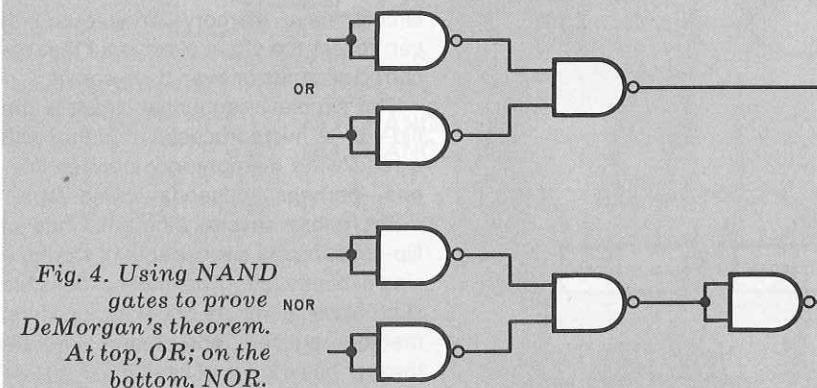 OR
NOR
Fig. 4. Using NAND
gates to prove
DeMorgan's theorem.
At top, OR; on the
bottom, NOR.